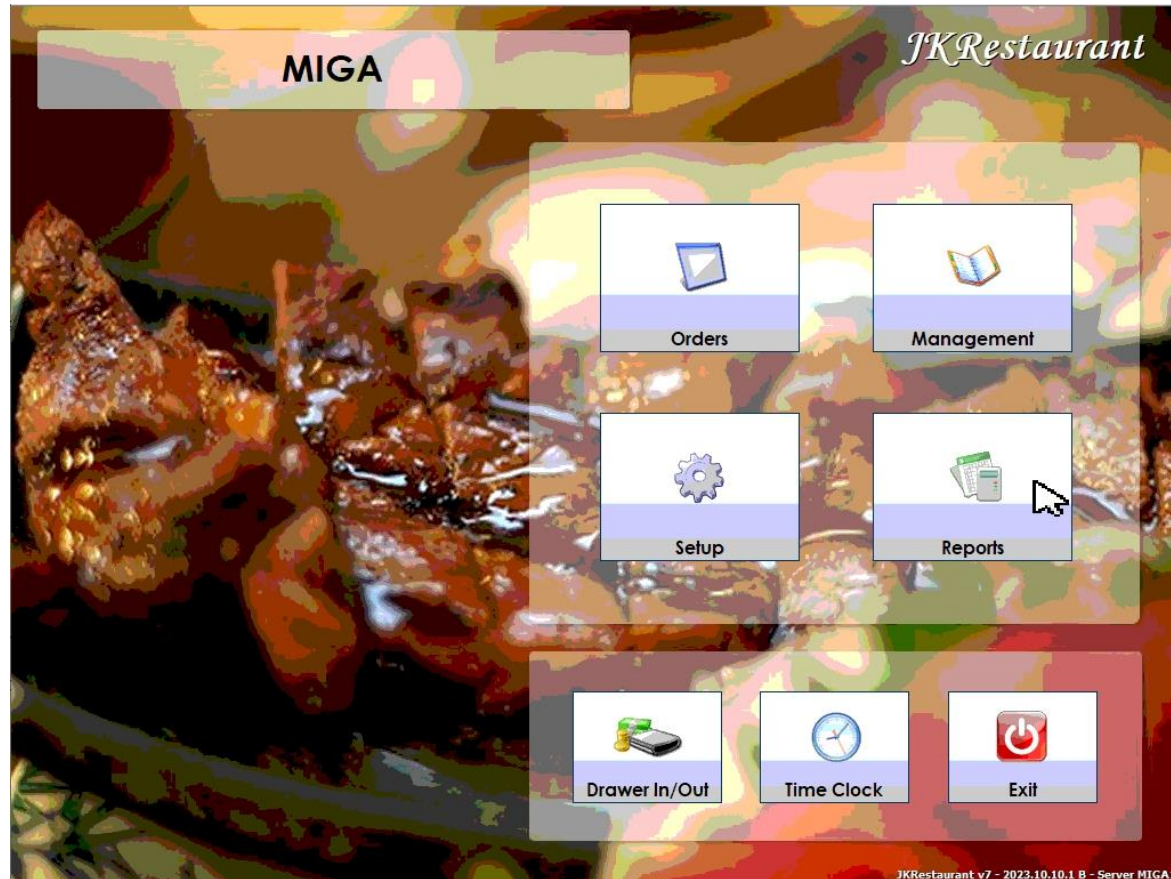 MIGA
JKRestaurant
Orders
Management
Setup
Reports
Drawer In/Out
Time Clock
Exit
JKRestaurant v7 - 2023.10.10.1 B - Server MIGA